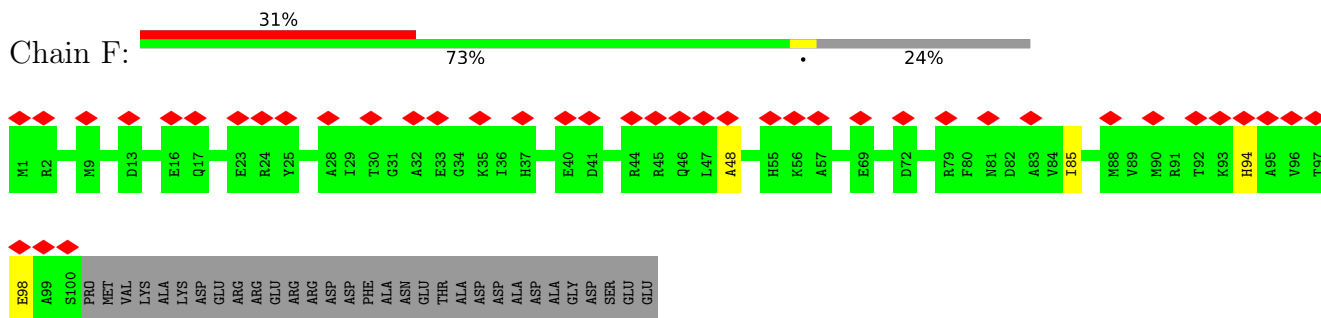 31%
Chain F:
73% • 24%
M1 R2 M9 D13 E16 Q17 E23 R24 Y25 A28 I29 T30 G31 A32 E33 G34 K35 I36 H37 E40 D41 R44 R45 Q46 L47 A48 H55 K56 A57 E69 D72 R79 F80 N81 D82 A83 V84 I85 M88 V89 M90 R91 T92 K93 H94 A95 V96 T97
E98 A99 S100 PRO MET VAL LYS ALA LYS ASP GLU ARG ARG GLU ARG ARG ASP ASP PHE ALA ASN GLU THR ALA ASP ASP ALA ASP ALA GLY ASP SER GLU GLU